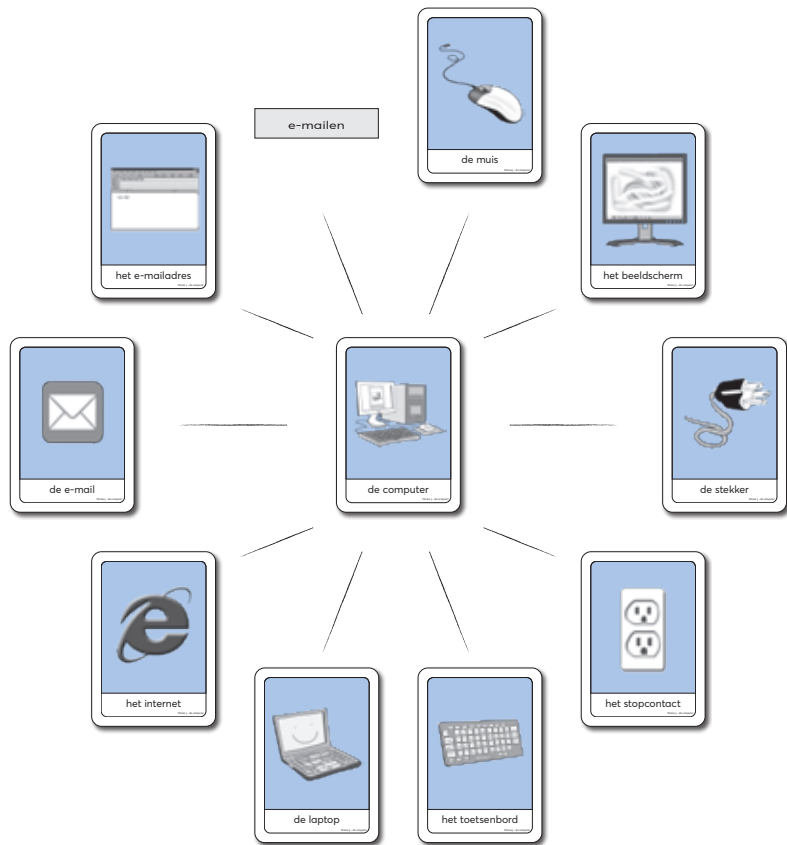 de muis
e-mailen
het e-mailadres
het beeldscherm
de e-mail
de computer
de stekker
het internet
het stopcontact
de laptop
het toetsenbord